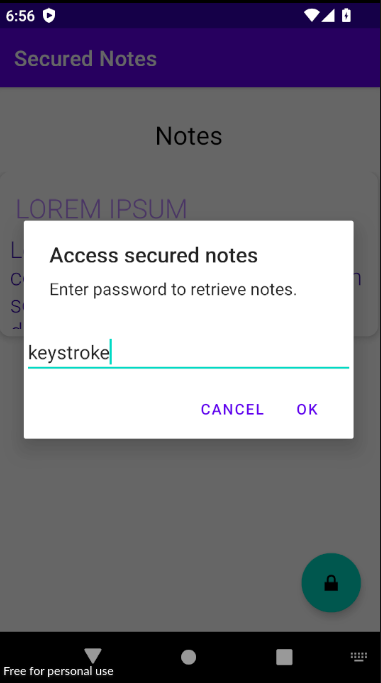 6:56
Secured Notes
Notes
LOREM IPSUM
Access secured notes
Enter password to retrieve notes.
keystroke
CANCEL OK
Free for personal use